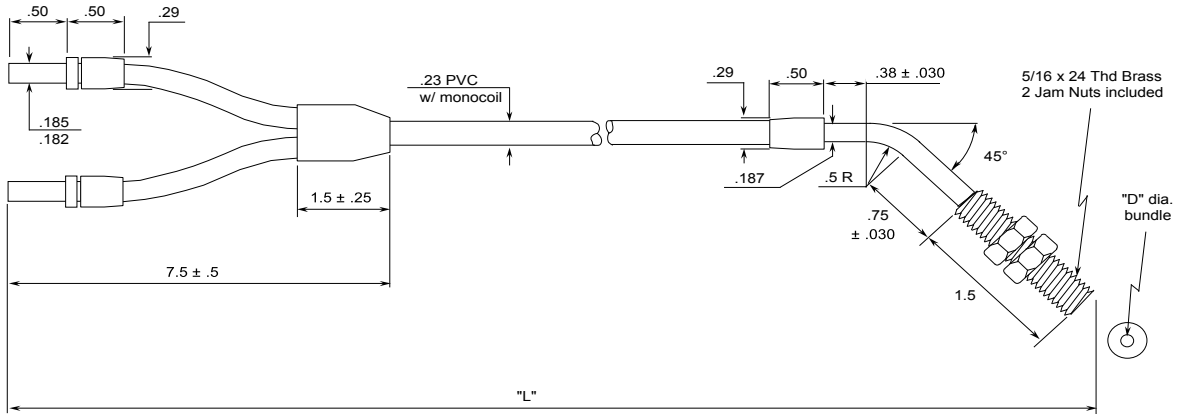 .50
.50
.29
.185
.182
.23 PVC
w/ monocoil
.29
.50
.38 ± .030
5/16 x 24 Thd Brass
2 Jam Nuts included
45°
.187
.5 R
"D" dia.
bundle
1.5 ± .25
.75
± .030
7.5 ± .5
1.5
"L"